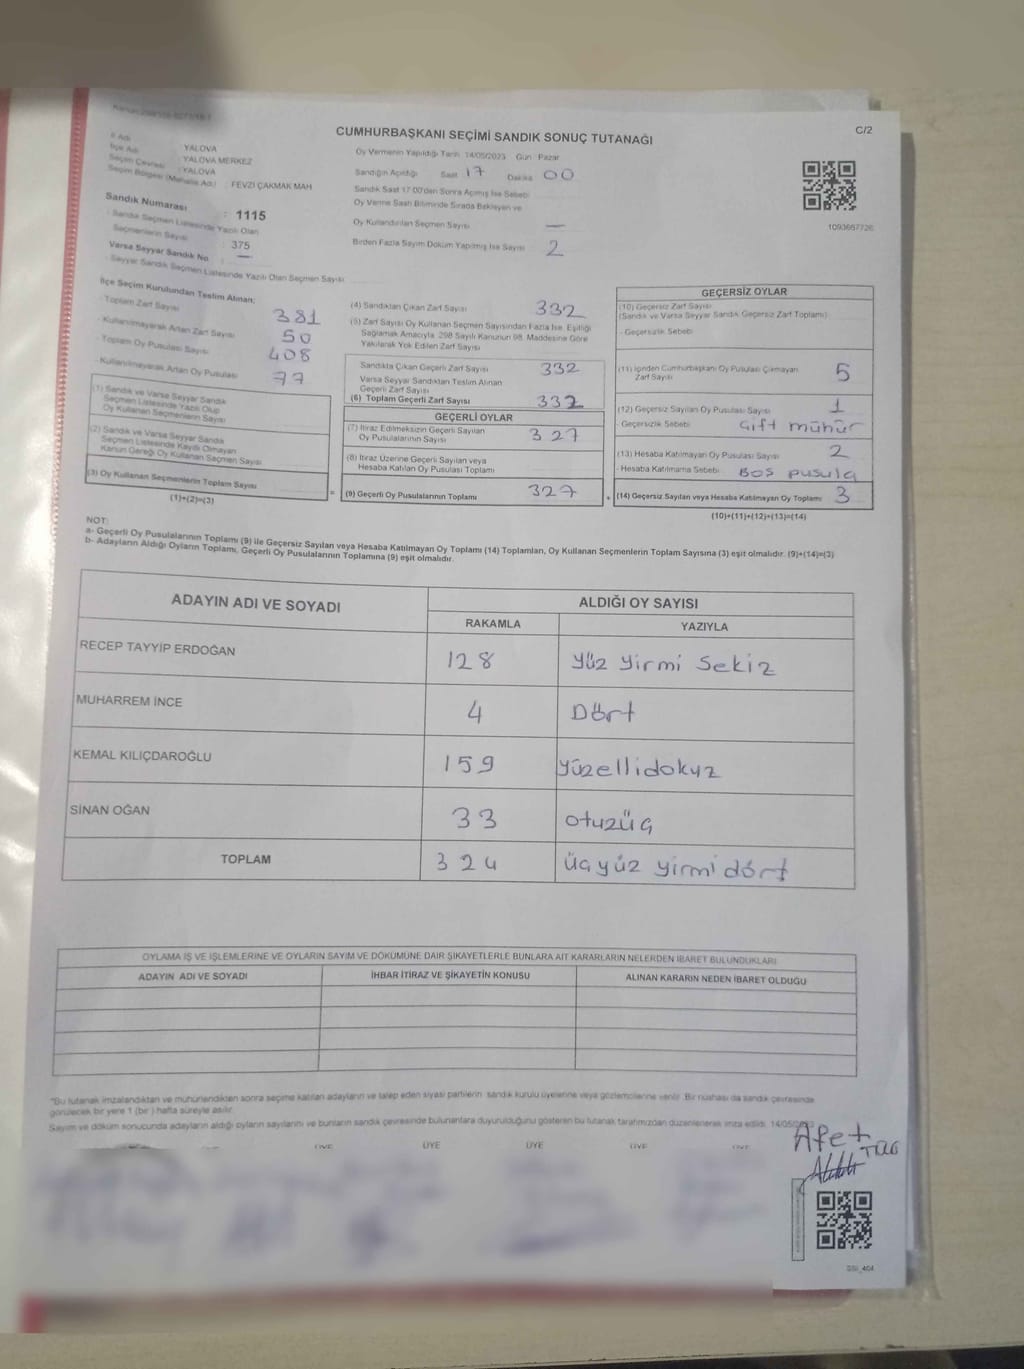 C/2
CUMHURBAŞKANI SEÇİMİ SANDIK SONUÇ TUTANAĞI
İl Adı
YALOVA
İlçe Adı YALOVA MERKEZ
Seçim Çevresi : YALOVA
Seçim Bölgesi (Mahalle Adı) : FEVZİ ÇAKMAK MAH
Sandık Numarası : 1115
Sandık Seçmen Listesinde Yazılı Olan
Seçmenlerin Sayısı : 375
Varsa Seyyar Sandık No : —
Seyyar Sandık Seçmen Listesinde Yazılı Olan Seçmen Sayısı
Oy Vermenin Yapıldığı Tarih 14/05/2023 Gün Pazar
Sandığın Açıldığı Saat 17 Dakika 00
Sandık Saat 17 00'den Sonra Açılmış İse Sebebi
Oy Verme Saati Bitiminde Sırada Bekleyen ve
Oy Kullandırılan Seçmen Sayısı —
Birden Fazla Sayım Döküm Yapılmış İse Sayısı 2
1093667726
İlçe Seçim Kurulundan Teslim Alınan;
Toplam Zarf Sayısı 381
Kullanılmayarak Artan Zarf Sayısı 50
Toplam Oy Pusulası Sayısı 408
Kullanılmayarak Artan Oy Pusulası 77
(1) Sandık ve Varsa Seyyar Sandık
Seçmen Listesinde Yazılı Olup
Oy Kullanan Seçmenlerin Sayısı
(2) Sandık ve Varsa Seyyar Sandık
Seçmen Listesinde Kayıtlı Olmayan
Kanun Gereği Oy Kullanan Seçmen Sayısı
(3) Oy Kullanan Seçmenlerin Toplam Sayısı
(1)+(2)=(3)
(4) Sandıktan Çıkan Zarf Sayısı 332
(5) Zarf Sayısı Oy Kullanan Seçmen Sayısından Fazla İse, Eşitliği
Sağlamak Amacıyla 298 Sayılı Kanunun 98. Maddesine Göre
Yakılarak Yok Edilen Zarf Sayısı
Sandıkta Çıkan Geçerli Zarf Sayısı 332
Varsa Seyyar Sandıktan Teslim Alınan
Geçerli Zarf Sayısı
(6) Toplam Geçerli Zarf Sayısı 332
GEÇERLİ OYLAR
(7) İtiraz Edilmeksizin Geçerli Sayılan
Oy Pusulalarının Sayısı 327
(8) İtiraz Üzerine Geçerli Sayılan veya
Hesaba Katılan Oy Pusulası Toplamı
= (9) Geçerli Oy Pusulalarının Toplamı 327
GEÇERSİZ OYLAR
(10) Geçersiz Zarf Sayısı
(Sandık ve Varsa Seyyar Sandık Geçersiz Zarf Toplamı)
- Geçersizlik Sebebi
(11) İçinden Cumhurbaşkanı Oy Pusulası Çıkmayan
Zarf Sayısı 5
(12) Geçersiz Sayılan Oy Pusulası Sayısı 1
- Geçersizlik Sebebi Çift mühür
(13) Hesaba Katılmayan Oy Pusulası Sayısı 2
- Hesaba Katılmama Sebebi Boş pusula
+ (14) Geçersiz Sayılan veya Hesaba Katılmayan Oy Toplamı 3
(10)+(11)+(12)+(13)=(14)
NOT:
a- Geçerli Oy Pusulalarının Toplamı (9) ile Geçersiz Sayılan veya Hesaba Katılmayan Oy Toplamı (14) Toplamları, Oy Kullanan Seçmenlerin Toplam Sayısına (3) eşit olmalıdır. (9)+(14)=(3)
b- Adayların Aldığı Oyların Toplamı, Geçerli Oy Pusulalarının Toplamına (9) eşit olmalıdır.
ADAYIN ADI VE SOYADI ALDIĞI OY SAYISI
RAKAMLA YAZIYLA
RECEP TAYYİP ERDOĞAN 128 Yüz Yirmi Sekiz
MUHARREM İNCE 4 Dört
KEMAL KILIÇDAROĞLU 159 Yüzellidokuz
SİNAN OĞAN 33 otuzüç
TOPLAM 324 üçyüz yirmidört
OYLAMA İŞ VE İŞLEMLERİNE VE OYLARIN SAYIM VE DÖKÜMÜNE DAİR ŞİKAYETLERLE BUNLARA AİT KARARLARIN NELERDEN İBARET BULUNDUKLARI
ADAYIN ADI VE SOYADI İHBAR İTİRAZ VE ŞİKAYETİN KONUSU ALINAN KARARIN NEDEN İBARET OLDUĞU
*Bu tutanak imzalandıktan ve mühürlendikten sonra seçime katılan adayların ve talep eden siyasi partilerin sandık kurulu üyelerine veya gözlemcilerine verilir. Bir nüshası da sandık çevresinde
görülecek bir yere 1 (bir ) hafta süreyle asılır.
Sayım ve döküm sonucunda adayların aldığı oyların sayılarını ve bunların sandık çevresinde bulunanlara duyurulduğunu gösteren bu tutanak tarafımızdan düzenlenerek imza edildi. 14/05/
ÜYE ÜYE ÜYE ÜYE ÜYE
Afet